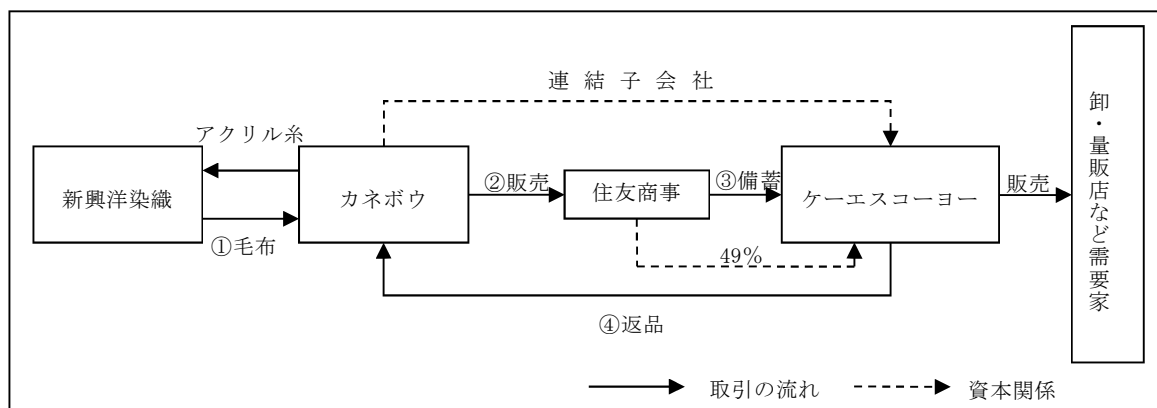 連結子会社
アクリル糸
新興洋染織
①毛布
カネボウ
②販売
住友商事
③備蓄
ケーエスコーヨー
販売
卸・量販店など需要家
49%
④返品
取引の流れ
資本関係